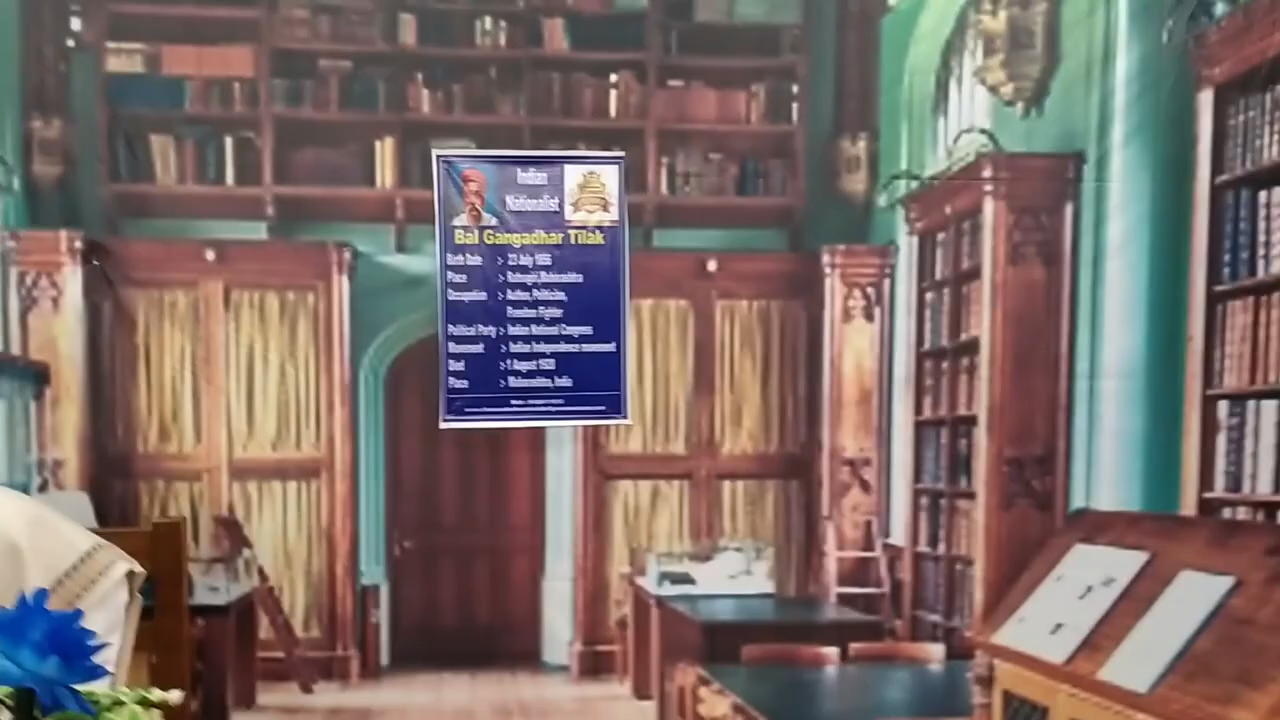 Indian
Nationalist
Bal Gangadhar Tilak
Birth Date :- 23 July 1856
Place :- Ratnagiri, Maharashtra
Occupation :- Author, Politician,
Freedom Fighter
Political Party :- Indian National Congress
Movement :- Indian Independence movement
Died :- 1 August 1920
Place :- Maharashtra, India